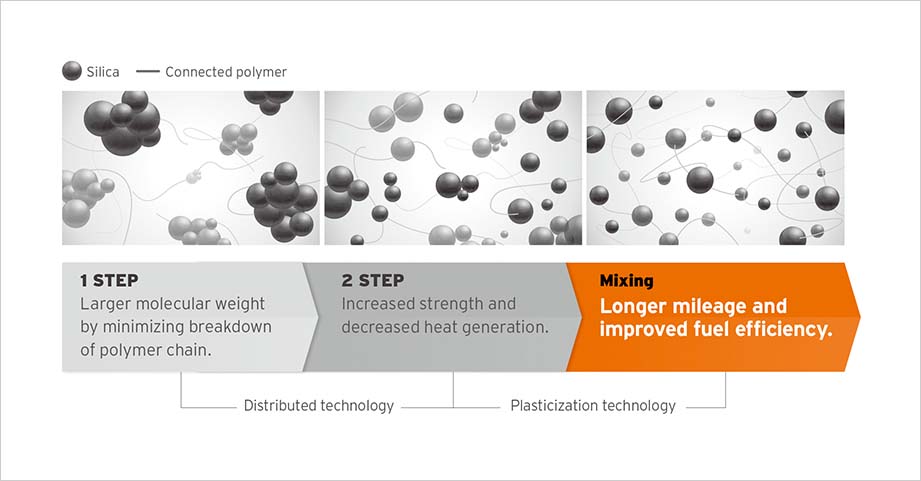 Silica
Connected polymer
1 STEP
Larger molecular weight
by minimizing breakdown
of polymer chain.
2 STEP
Increased strength and
decreased heat generation.
Mixing
Longer mileage and
improved fuel efficiency.
Distributed technology
Plasticization technology